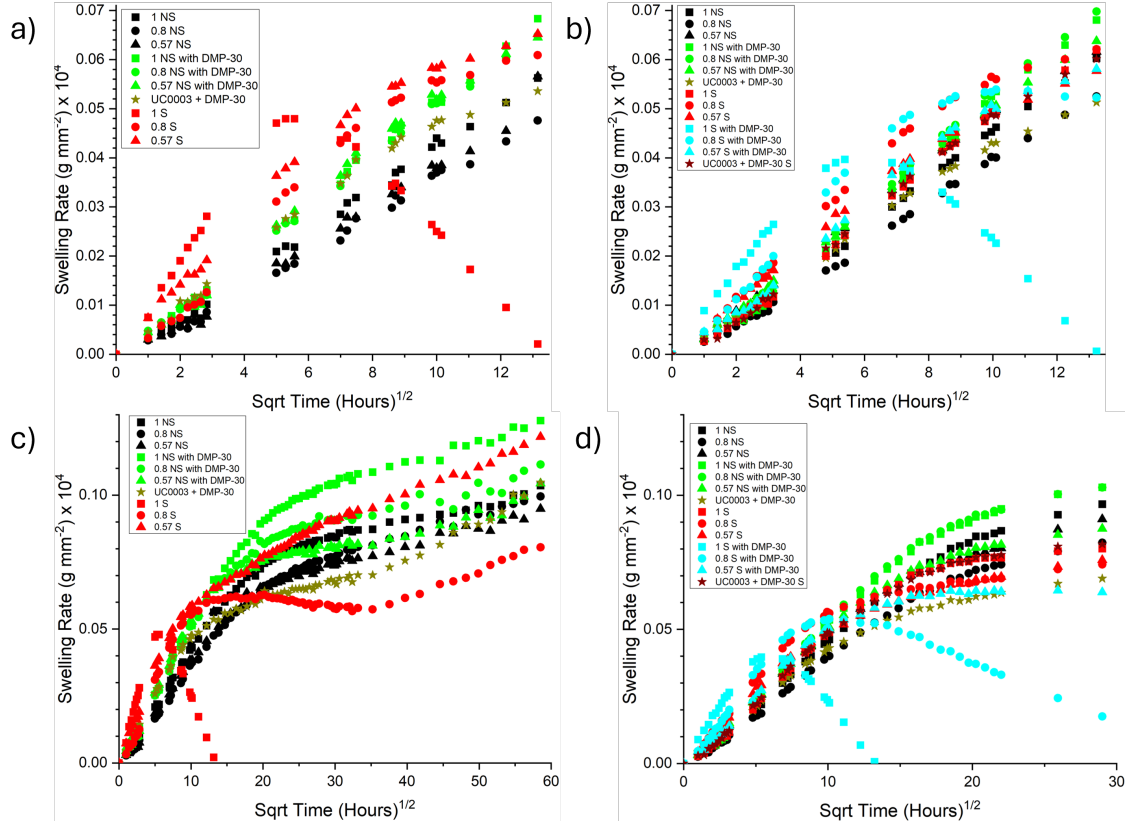 a)
Swelling Rate (g mm⁻²) x 10⁴
0.07
0.06
0.05
0.04
0.03
0.02
0.01
0.00
1 NS
0.8 NS
0.57 NS
1 NS with DMP-30
0.8 NS with DMP-30
0.57 NS with DMP-30
UC0003 + DMP-30
1 S
0.8 S
0.57 S
0 2 4 6 8 10 12
Sqrt Time (Hours)¹/²
b)
Swelling Rate (g mm⁻²) x 10⁴
0.07
0.06
0.05
0.04
0.03
0.02
0.01
0.00
1 NS
0.8 NS
0.57 NS
1 NS with DMP-30
0.8 NS with DMP-30
0.57 NS with DMP-30
UC0003 + DMP-30
1 S
0.8 S
0.57 S
1 S with DMP-30
0.8 S with DMP-30
0.57 S with DMP-30
UC0003 + DMP-30 S
0 2 4 6 8 10 12
Sqrt Time (Hours)¹/²
c)
Swelling Rate (g mm⁻²) x 10⁴
0.10
0.05
0.00
1 NS
0.8 NS
0.57 NS
1 NS with DMP-30
0.8 NS with DMP-30
0.57 NS with DMP-30
UC0003 + DMP-30
1 S
0.8 S
0.57 S
0 10 20 30 40 50 60
Sqrt Time (Hours)¹/²
d)
Swelling Rate (g mm⁻²) x 10⁴
0.10
0.05
0.00
1 NS
0.8 NS
0.57 NS
1 NS with DMP-30
0.8 NS with DMP-30
0.57 NS with DMP-30
UC0003 + DMP-30
1 S
0.8 S
0.57 S
1 S with DMP-30
0.8 S with DMP-30
0.57 S with DMP-30
UC0003 + DMP-30 S
0 10 20 30
Sqrt Time (Hours)¹/²